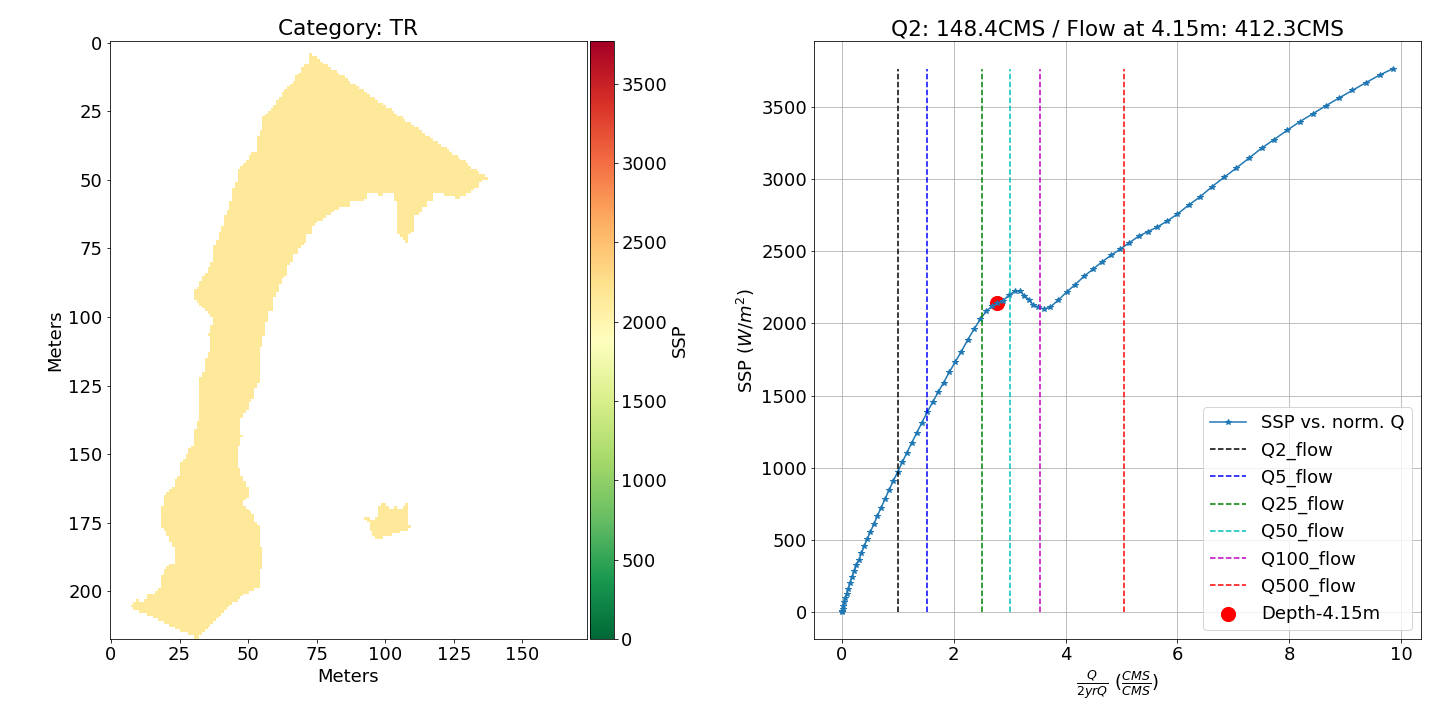 Category: TR
0
25
50
75
100
125
150
175
200
Meters
0
25
50
75
100
125
150
Meters
3500
3000
2500
2000
1500
1000
500
0
SSP
Q2: 148.4CMS / Flow at 4.15m: 412.3CMS
3500
3000
2500
2000
1500
1000
500
0
SSP (W/m²)
0
2
4
6
8
10
Q/2yrQ (CMS/CMS)
SSP vs. norm. Q
Q2_flow
Q5_flow
Q25_flow
Q50_flow
Q100_flow
Q500_flow
Depth-4.15m